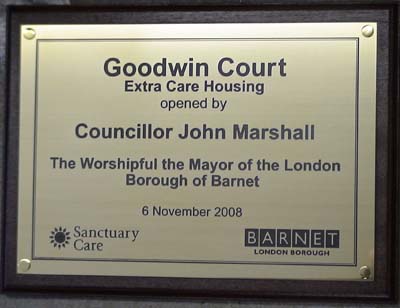 Goodwin Court
Extra Care Housing
opened by
Councillor John Marshall
The Worshipful the Mayor of the London
Borough of Barnet
6 November 2008
Sanctuary
Care
BARNET
LONDON BOROUGH